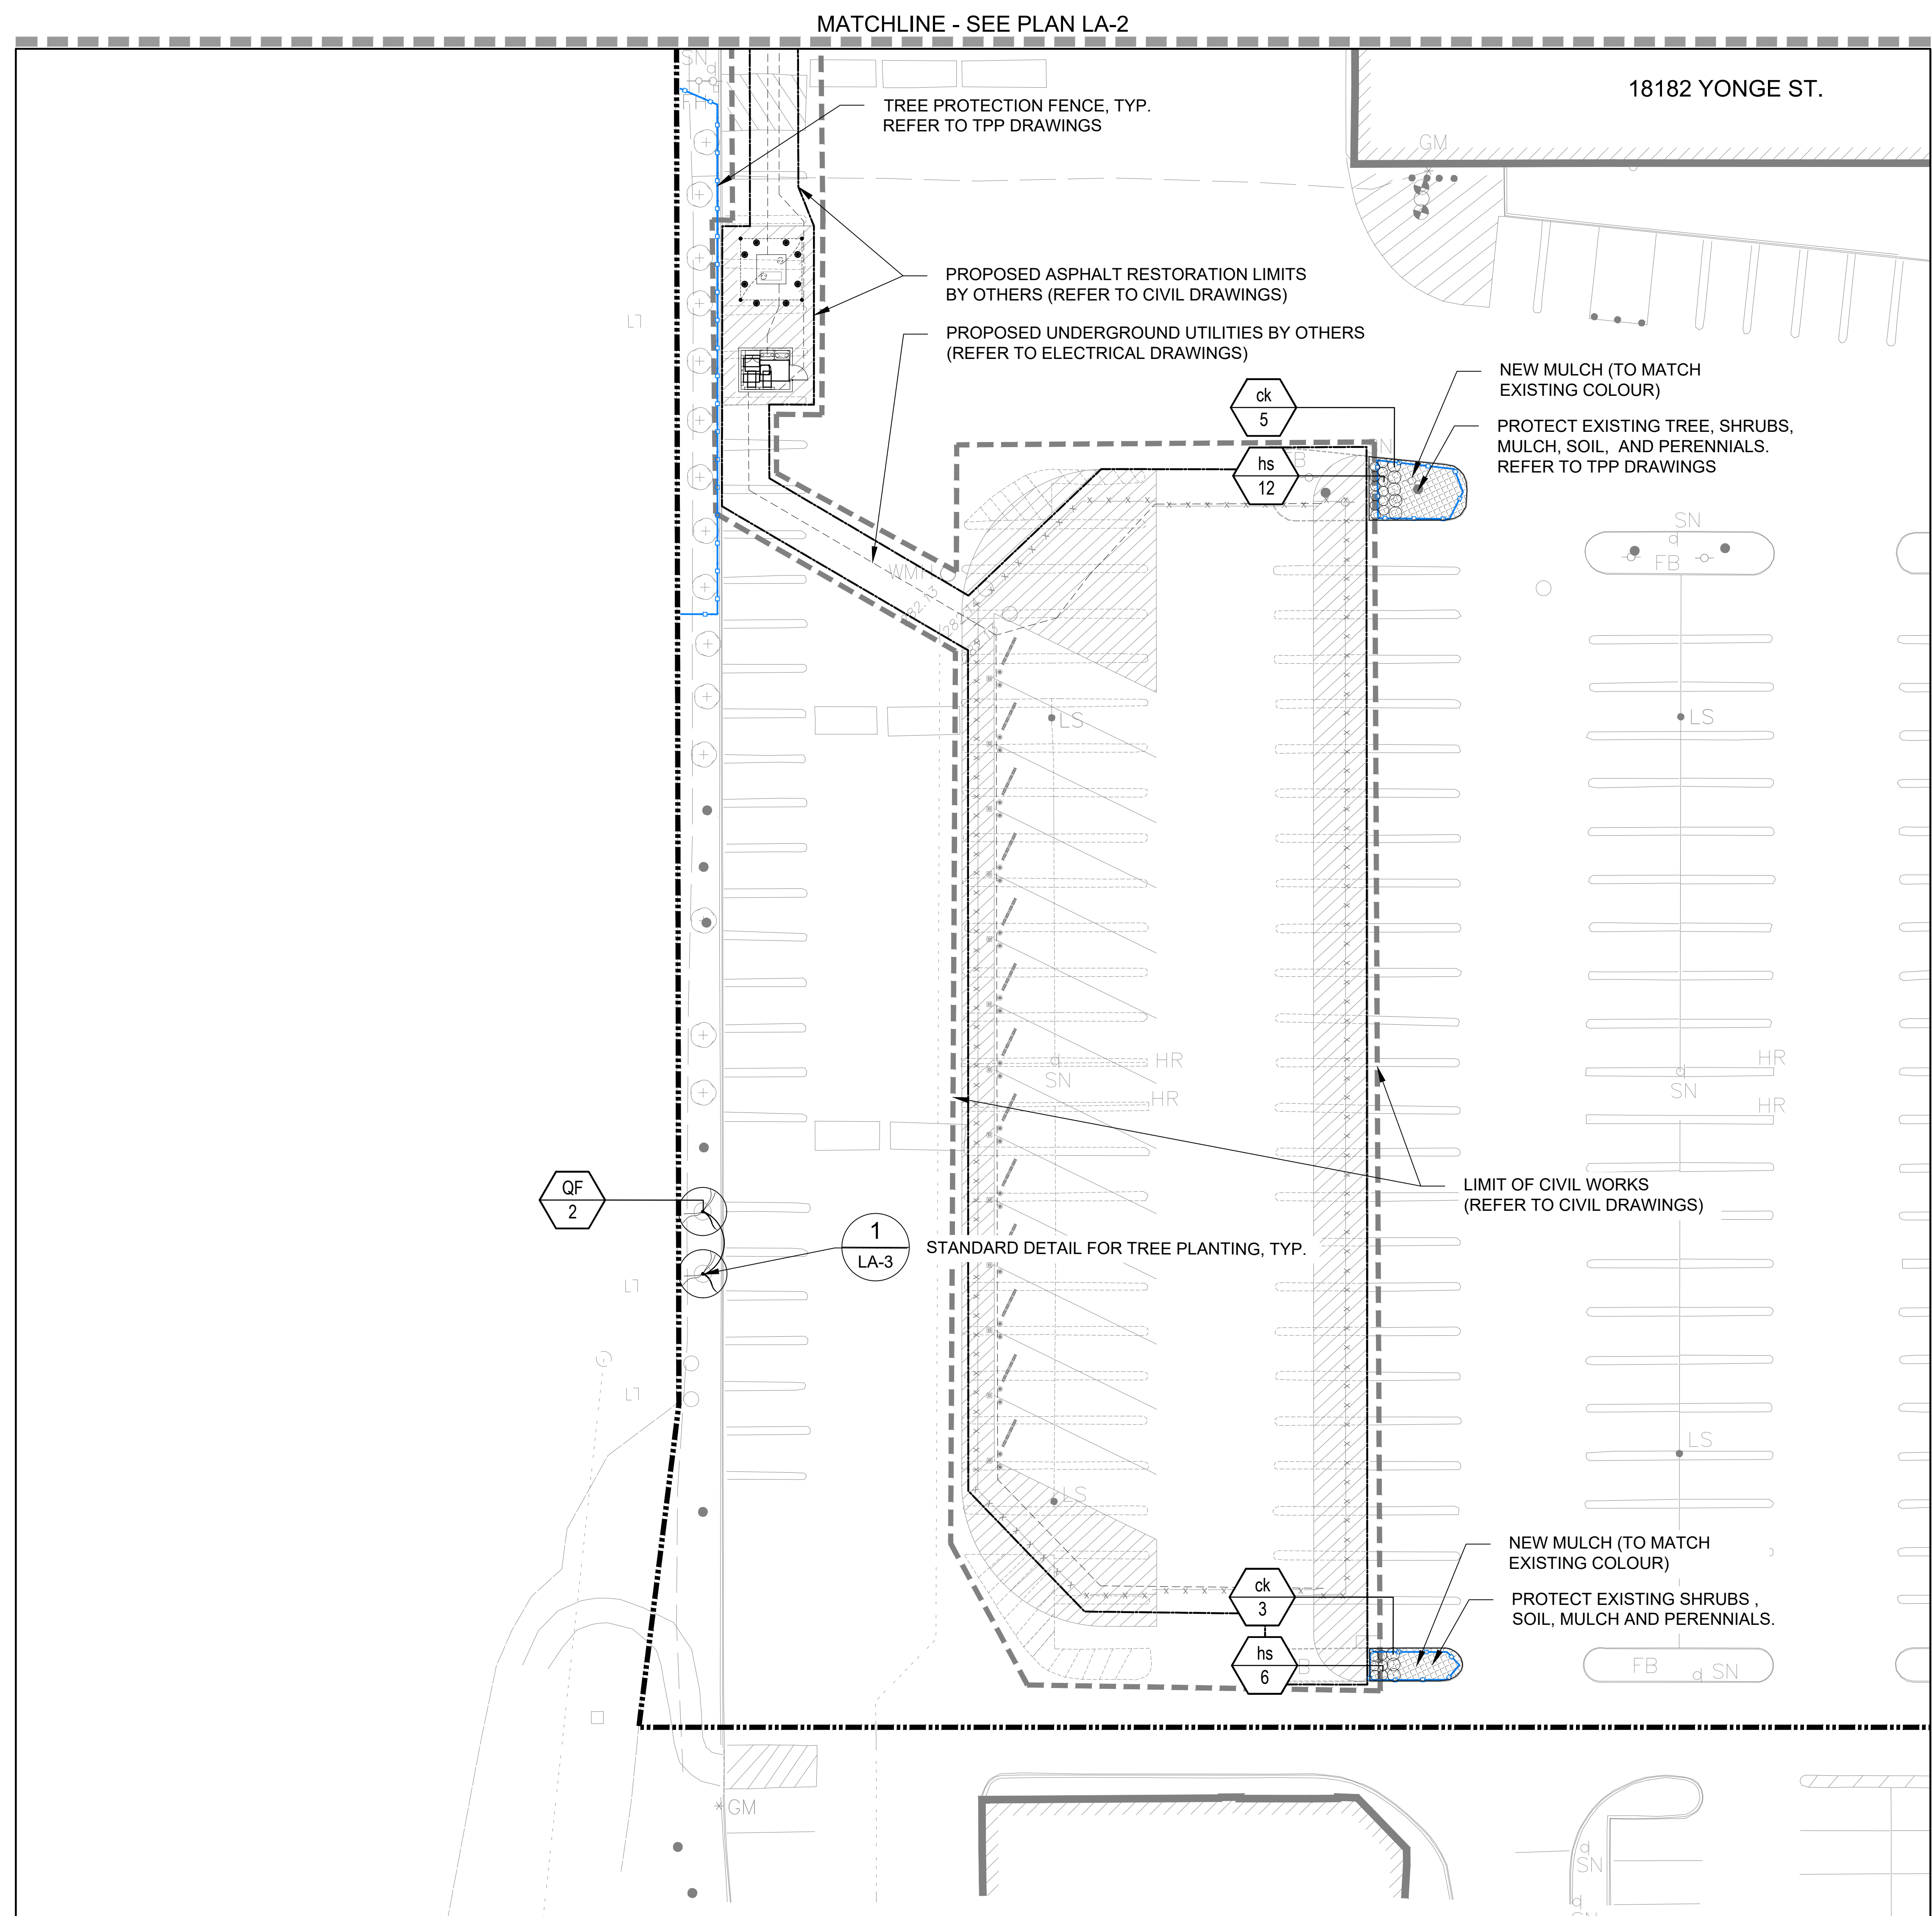 MATCHLINE - SEE PLAN LA-2
18182 YONGE ST.
SN
FH
TREE PROTECTION FENCE, TYP.
REFER TO TPP DRAWINGS
GM
PROPOSED ASPHALT RESTORATION LIMITS
BY OTHERS (REFER TO CIVIL DRAWINGS)
PROPOSED UNDERGROUND UTILITIES BY OTHERS
(REFER TO ELECTRICAL DRAWINGS)
NEW MULCH (TO MATCH
EXISTING COLOUR)
ck
5
PROTECT EXISTING TREE, SHRUBS,
MULCH, SOIL, AND PERENNIALS.
REFER TO TPP DRAWINGS
hs
12
SN
FB
WMH
LS
LS
HR
SN
HR
HR
SN
HR
QF
2
LIMIT OF CIVIL WORKS
(REFER TO CIVIL DRAWINGS)
1
LA-3
STANDARD DETAIL FOR TREE PLANTING, TYP.
LS
LS
NEW MULCH (TO MATCH
EXISTING COLOUR)
ck
3
PROTECT EXISTING SHRUBS ,
SOIL, MULCH AND PERENNIALS.
hs
6
FB
SN
GM
SN